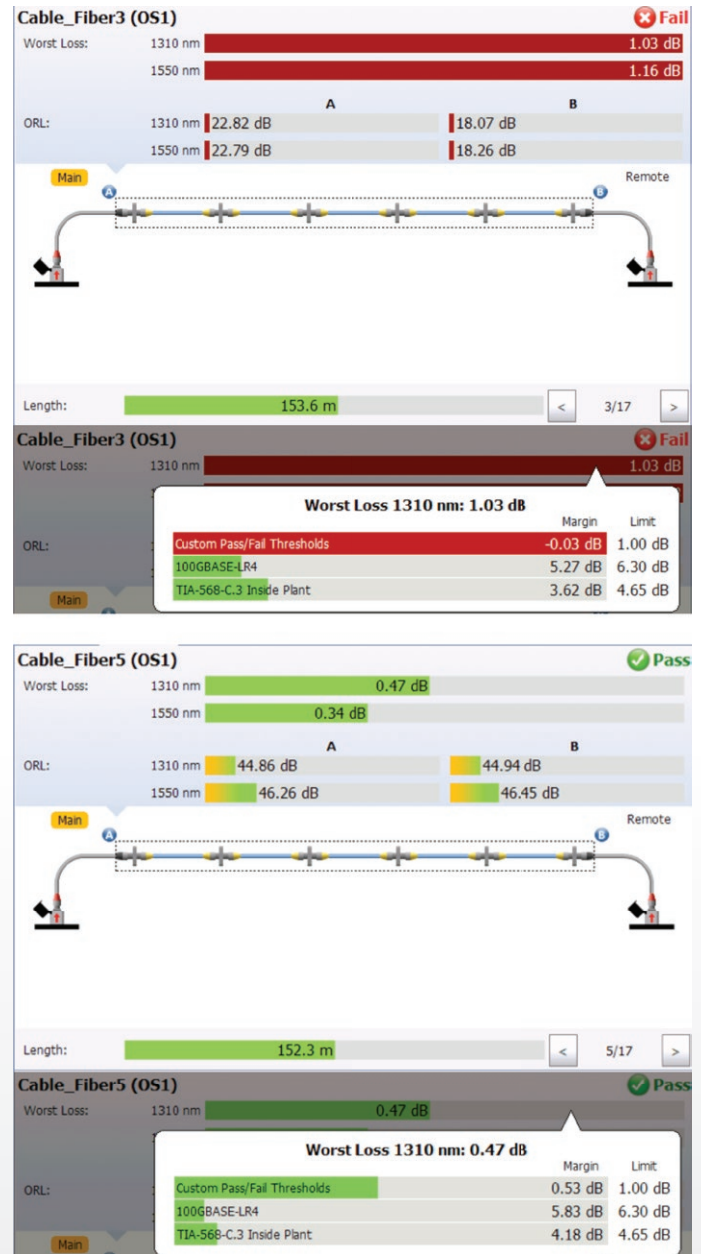 Cable_Fiber3 (OS1) Fail
Worst Loss: 1310 nm 1.03 dB
1550 nm 1.16 dB
A B
ORL: 1310 nm 22.82 dB 18.07 dB
1550 nm 22.79 dB 18.26 dB
Main Remote
A B
Length: 153.6 m < 3/17 >
Cable_Fiber3 (OS1) Fail
Worst Loss: 1310 nm 1.03 dB
Worst Loss 1310 nm: 1.03 dB
Margin Limit
ORL: Custom Pass/Fail Thresholds -0.03 dB 1.00 dB
100GBASE-LR4 5.27 dB 6.30 dB
Main TIA-568-C.3 Inside Plant 3.62 dB 4.65 dB
Cable_Fiber5 (OS1) Pass
Worst Loss: 1310 nm 0.47 dB
1550 nm 0.34 dB
A B
ORL: 1310 nm 44.86 dB 44.94 dB
1550 nm 46.26 dB 46.45 dB
Main Remote
A B
Length: 152.3 m < 5/17 >
Cable_Fiber5 (OS1) Pass
Worst Loss: 1310 nm 0.47 dB
Worst Loss 1310 nm: 0.47 dB
Margin Limit
ORL: Custom Pass/Fail Thresholds 0.53 dB 1.00 dB
100GBASE-LR4 5.83 dB 6.30 dB
Main TIA-568-C.3 Inside Plant 4.18 dB 4.65 dB